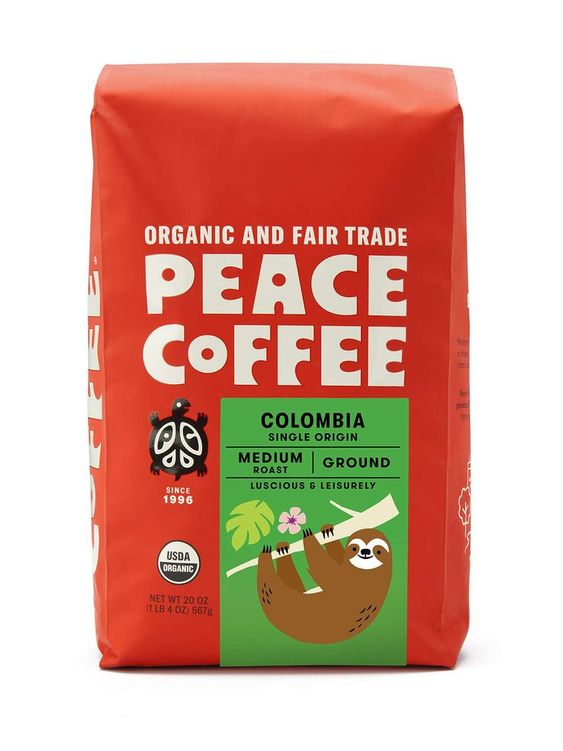 ORGANIC AND FAIR TRADE
PEACE
COFFEE
COLOMBIA
SINGLE ORIGIN
MEDIUM
ROAST
GROUND
LUSCIOUS & LEISURELY
PC
SINCE
1996
USDA
ORGANIC
NET WT 20 OZ
(1 LB 4 OZ) 567g
COFFEE